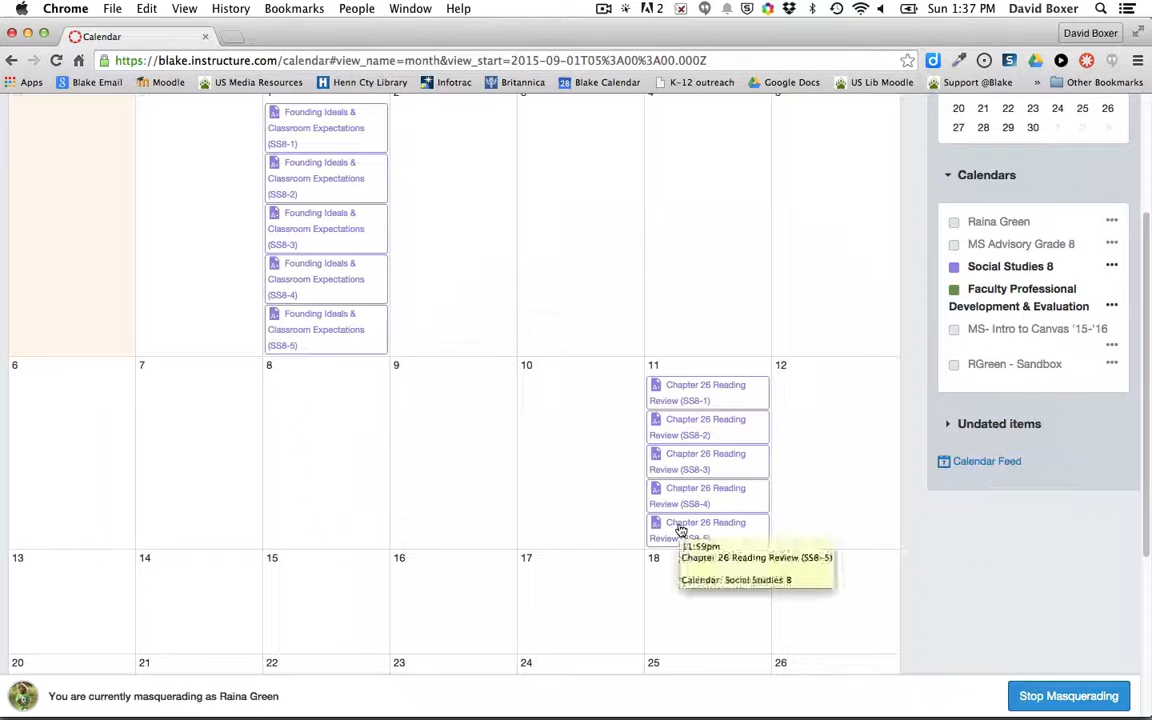 Chrome File Edit View History Bookmarks People Window Help 2 Sun 1:37 PM David Boxer
Calendar × David Boxer
https://blake.instructure.com/calendar#view_name=month&view_start=2015-09-01T05%3A00%3A00.000Z
Apps Blake Email Moodle US Media Resources Henn Cty Library Infotrac Britannica 28 Blake Calendar K-12 outreach Google Docs US Lib Moodle Support @Blake » Other Bookmarks
Founding Ideals &
Classroom Expectations
(SS8-1)
Founding Ideals &
Classroom Expectations
(SS8-2)
Founding Ideals &
Classroom Expectations
(SS8-3)
Founding Ideals &
Classroom Expectations
(SS8-4)
Founding Ideals &
Classroom Expectations
(SS8-5)
6 7 8 9 10 11 12
Chapter 26 Reading
Review (SS8-1)
Chapter 26 Reading
Review (SS8-2)
Chapter 26 Reading
Review (SS8-3)
Chapter 26 Reading
Review (SS8-4)
Chapter 26 Reading
Review (SS8-5)
11:59pm
Chapter 26 Reading Review (SS8-5)
Calendar: Social Studies 8
13 14 15 16 17 18
20 21 22 23 24 25 26
20 21 22 23 24 25 26
27 28 29 30 1 2 3
Calendars
Raina Green
MS Advisory Grade 8
Social Studies 8
Faculty Professional
Development & Evaluation
MS- Intro to Canvas '15-'16
RGreen - Sandbox
Undated items
Calendar Feed
You are currently masquerading as Raina Green Stop Masquerading